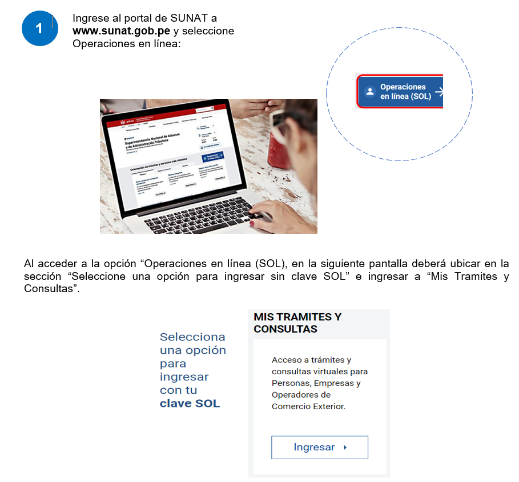 1
Ingrese al portal de SUNAT a
www.sunat.gob.pe y seleccione
Operaciones en línea:
Operaciones
en línea (SOL)
Al acceder a la opción “Operaciones en línea (SOL), en la siguiente pantalla deberá ubicar en la
sección “Seleccione una opción para ingresar sin clave SOL” e ingresar a “Mis Tramites y
Consultas”.
Selecciona
una opción
para
ingresar
con tu
clave SOL
MIS TRAMITES Y
CONSULTAS
Acceso a trámites y
consultas virtuales para
Personas, Empresas y
Operadores de
Comercio Exterior.
Ingresar